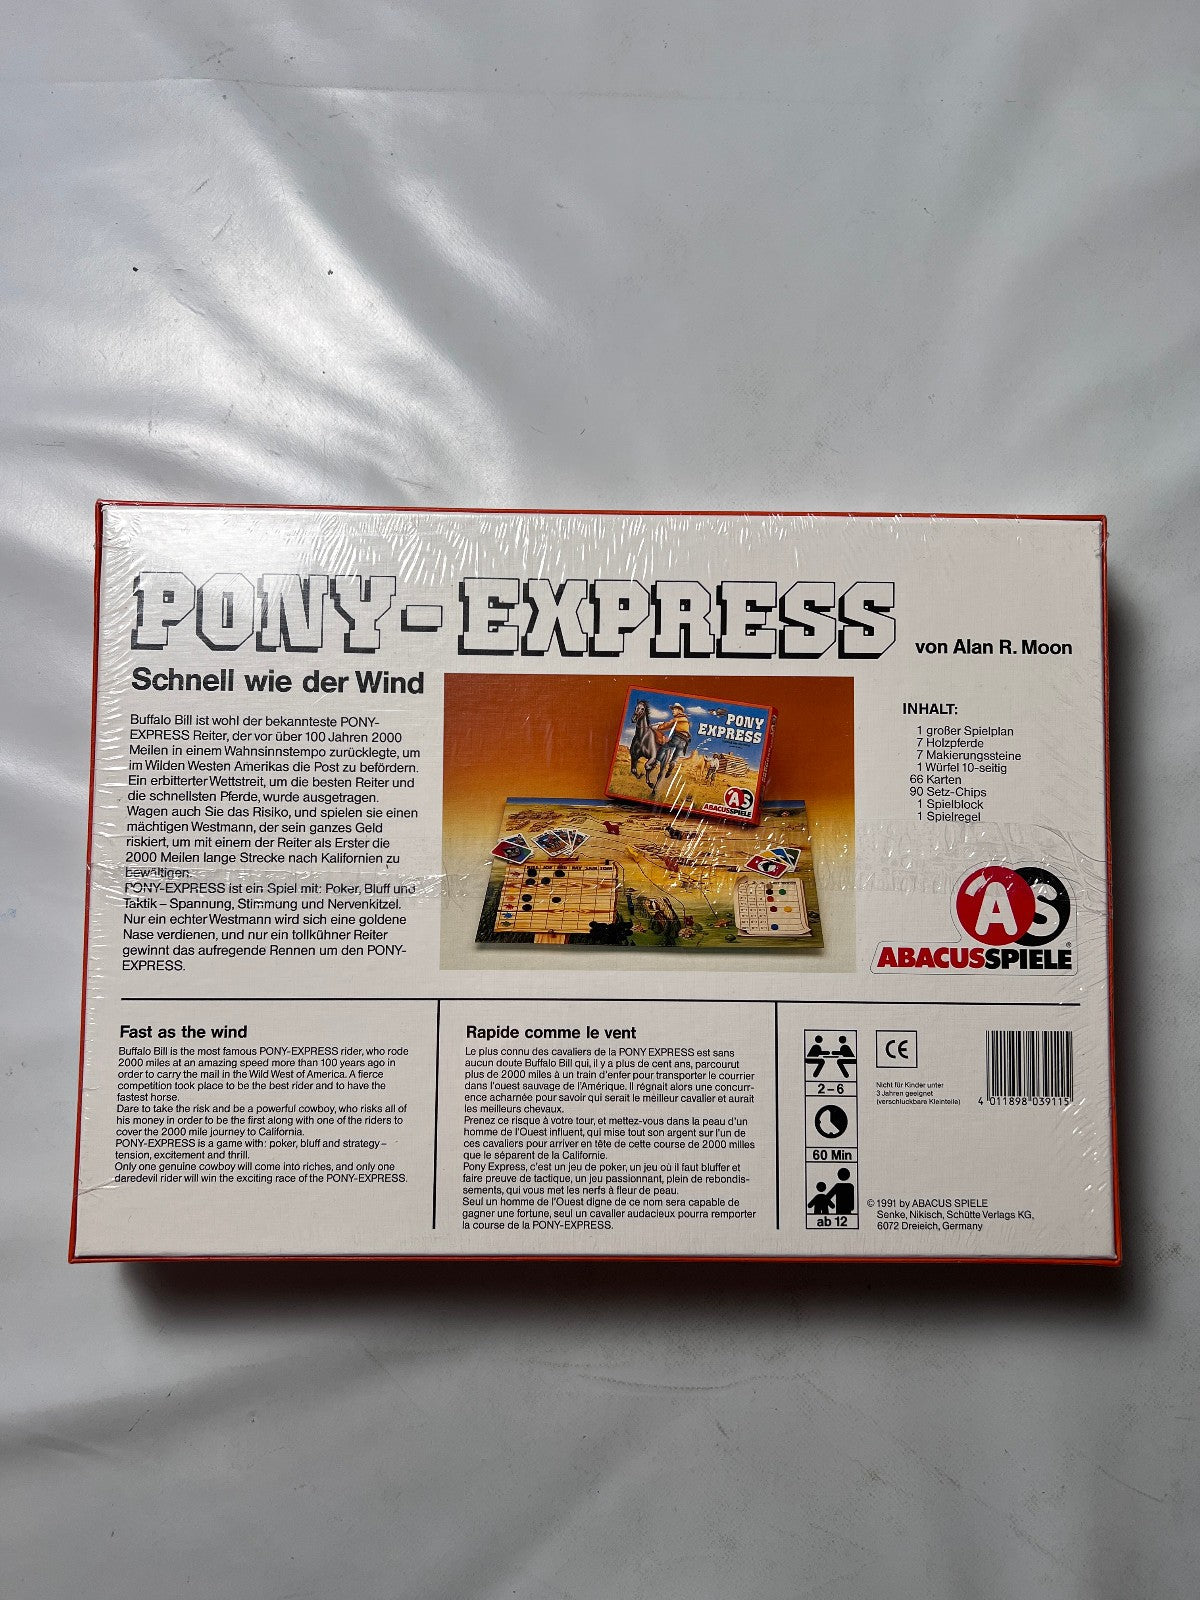 PONY-EXPRESS
von Alan R. Moon
Schnell wie der Wind
Buffalo Bill ist wohl der bekannteste PONY-
EXPRESS Reiter, der vor über 100 Jahren 2000
Meilen in einem Wahnsinnstempo zurücklegte, um
im Wilden Westen Amerikas die Post zu befördern.
Ein erbitterter Wettstreit, um die besten Reiter und
die schnellsten Pferde, wurde ausgetragen.
Wagen auch Sie das Risiko, und spielen sie einen
mächtigen Westmann, der sein ganzes Geld
riskiert, um mit einem der Reiter als Erster die
2000 Meilen lange Strecke nach Kalifornien zu
bewältigen.
PONY-EXPRESS ist ein Spiel mit: Poker, Bluff und
Taktik – Spannung, Stimmung und Nervenkitzel.
Nur ein echter Westmann wird sich eine goldene
Nase verdienen, und nur ein tollkühner Reiter
gewinnt das aufregende Rennen um den PONY-
EXPRESS.
PONY
EXPRESS
AS
ABACUSSPIELE
INHALT:
1 großer Spielplan
7 Holzpferde
7 Makierungssteine
1 Würfel 10-seitig
66 Karten
90 Setz-Chips
1 Spielblock
1 Spielregel
AS
ABACUSSPIELE®
Fast as the wind
Buffalo Bill is the most famous PONY-EXPRESS rider, who rode
2000 miles at an amazing speed more than 100 years ago in
order to carry the mail in the Wild West of America. A fierce
competition took place to be the best rider and to have the
fastest horse.
Dare to take the risk and be a powerful cowboy, who risks all of
his money in order to be the first along with one of the riders to
cover the 2000 mile journey to California.
PONY-EXPRESS is a game with: poker, bluff and strategy –
tension, excitement and thrill.
Only one genuine cowboy will come into riches, and only one
daredevil rider will win the exciting race of the PONY-EXPRESS.
Rapide comme le vent
Le plus connu des cavaliers de la PONY EXPRESS est sans
aucun doute Buffalo Bill qui, il y a plus de cent ans, parcourut
plus de 2000 miles à un train d'enfer pour transporter le courrier
dans l'ouest sauvage de l'Amérique. Il régnait alors une concurr-
ence acharnée pour savoir qui serait le meilleur cavalier et aurait
les meilleurs chevaux.
Prenez ce risque à votre tour, et mettez-vous dans la peau d'un
homme de l'Ouest influent, qui mise tout son argent sur l'un de
ces cavaliers pour arriver en tête de cette course de 2000 milles
que le séparent de la Californie.
Pony Express, c'est un jeu de poker, un jeu où il faut bluffer et
faire preuve de tactique, un jeu passionnant, plein de rebondis-
sements, qui vous met les nerfs à fleur de peau.
Seul un homme de l'Ouest digne de ce nom sera capable de
gagner une fortune, seul un cavalier audacieux pourra remporter
la course de la PONY-EXPRESS.
2–6
60 Min
ab 12
CE
Nicht für Kinder unter
3 Jahren geeignet
(verschluckbare Kleinteile)
4 011898 039115
© 1991 by ABACUS SPIELE
Senke, Nikisch, Schütte Verlags KG,
6072 Dreieich, Germany